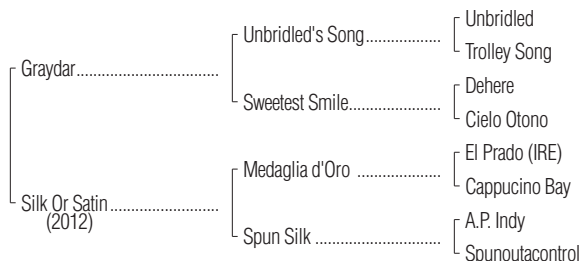 Unbridled
Unbridled's Song....................
Trolley Song
Graydar......................................
Dehere
Sweetest Smile.........................
Cielo Otono
El Prado (IRE)
Medaglia d'Oro ......................
Cappucino Bay
Silk Or Satin.............................
(2012)
A.P. Indy
Spun Silk .................................
Spunoutacontrol